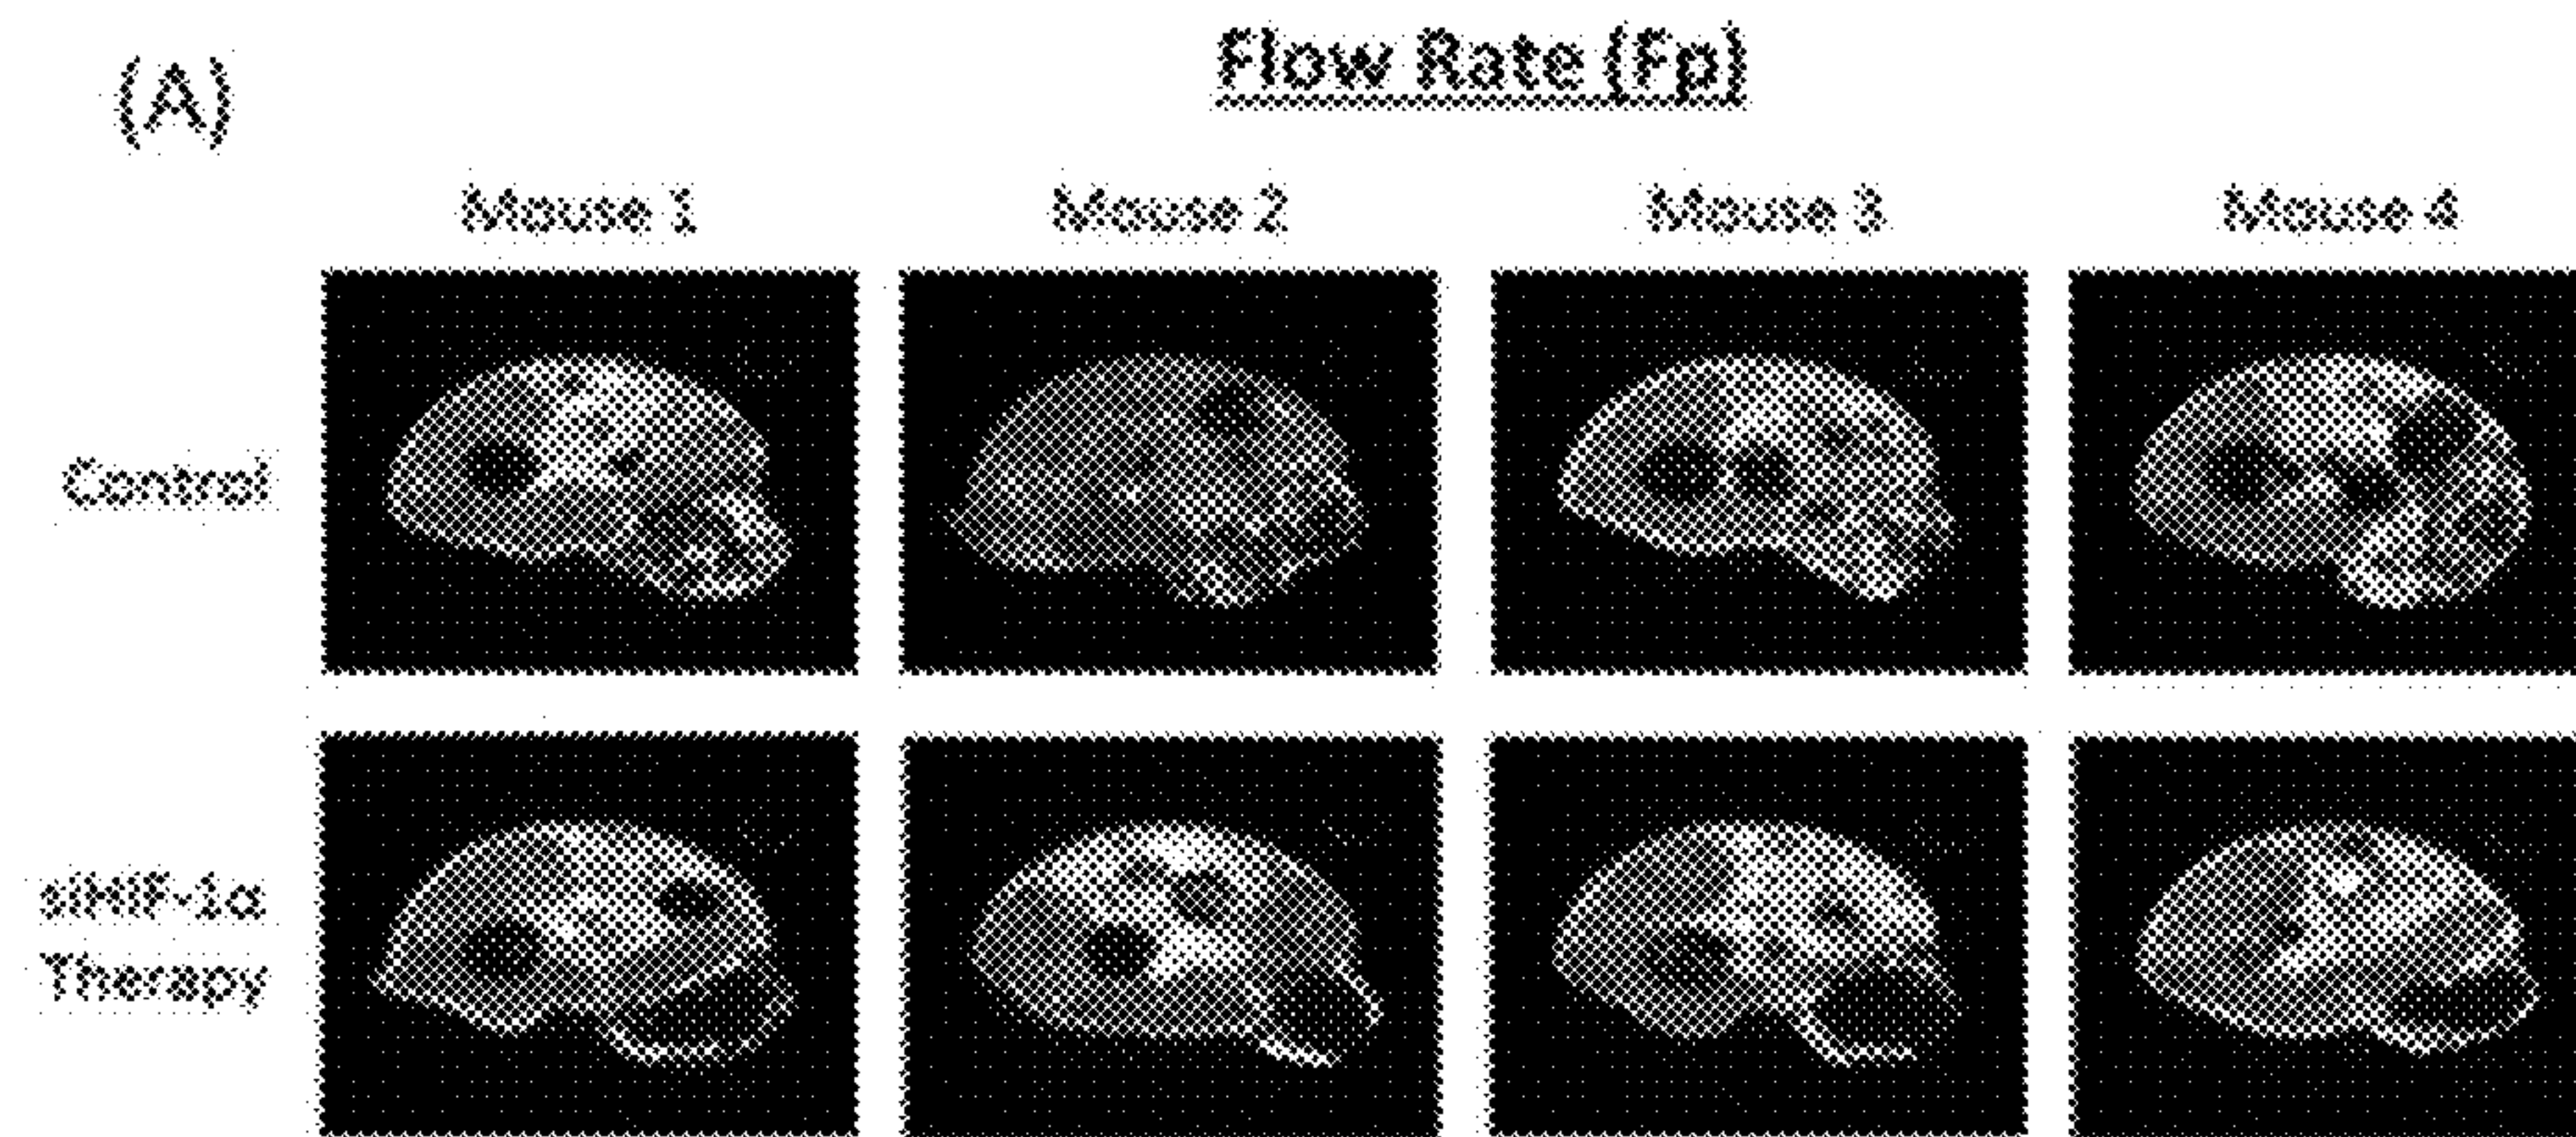 (A)
Flow Rate (Fp)
Mouse 1 Mouse 2 Mouse 3 Mouse 4
Control
siHIF-1α
Therapy